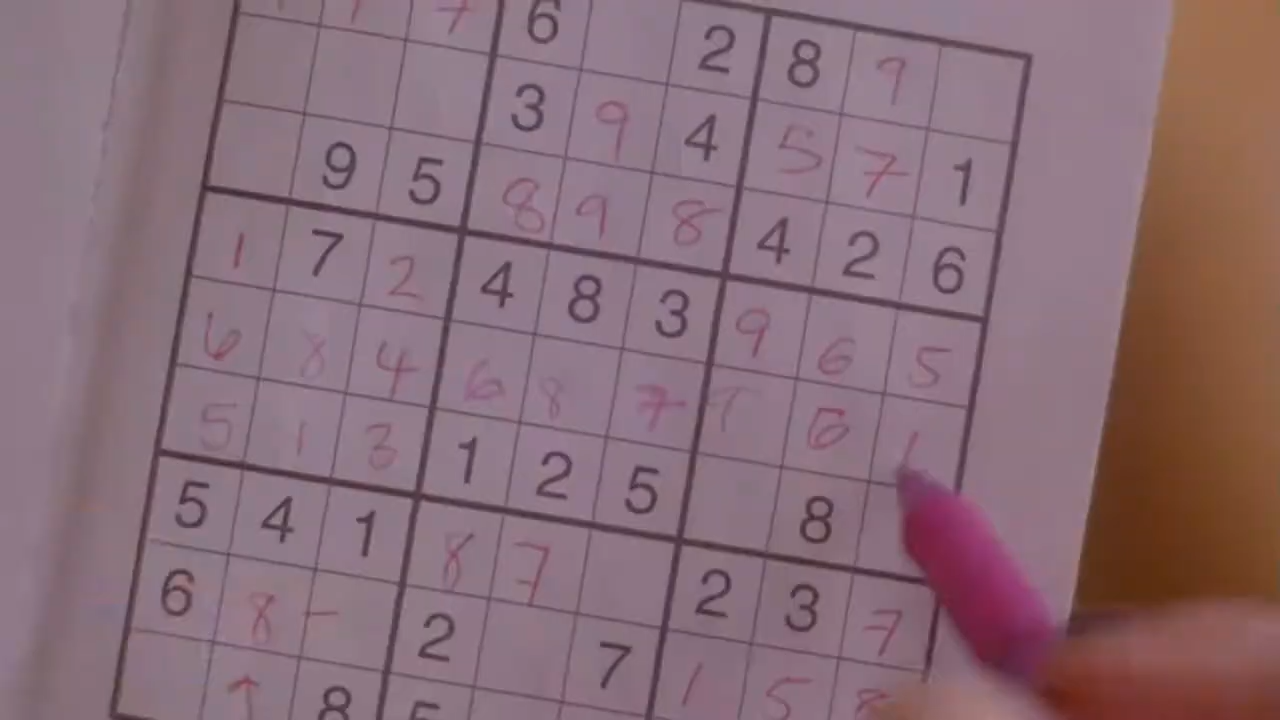 7 6 2 8 9
3 9 4 5 7 1
9 5 8 9 8 4 2 6
1 7 2 4 8 3 9 6 5
6 8 4 6 8 7 6 1
5 1 3 1 2 5 8
5 4 1 8 7 2 3 7
6 8 2 7 1 5
8 5